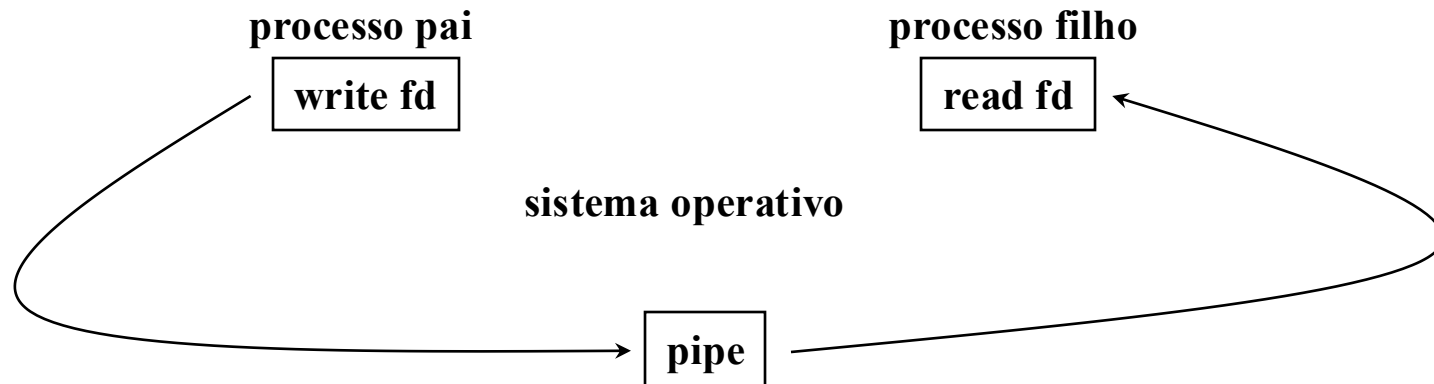 processo pai
processo filho
write fd
read fd
sistema operativo
pipe